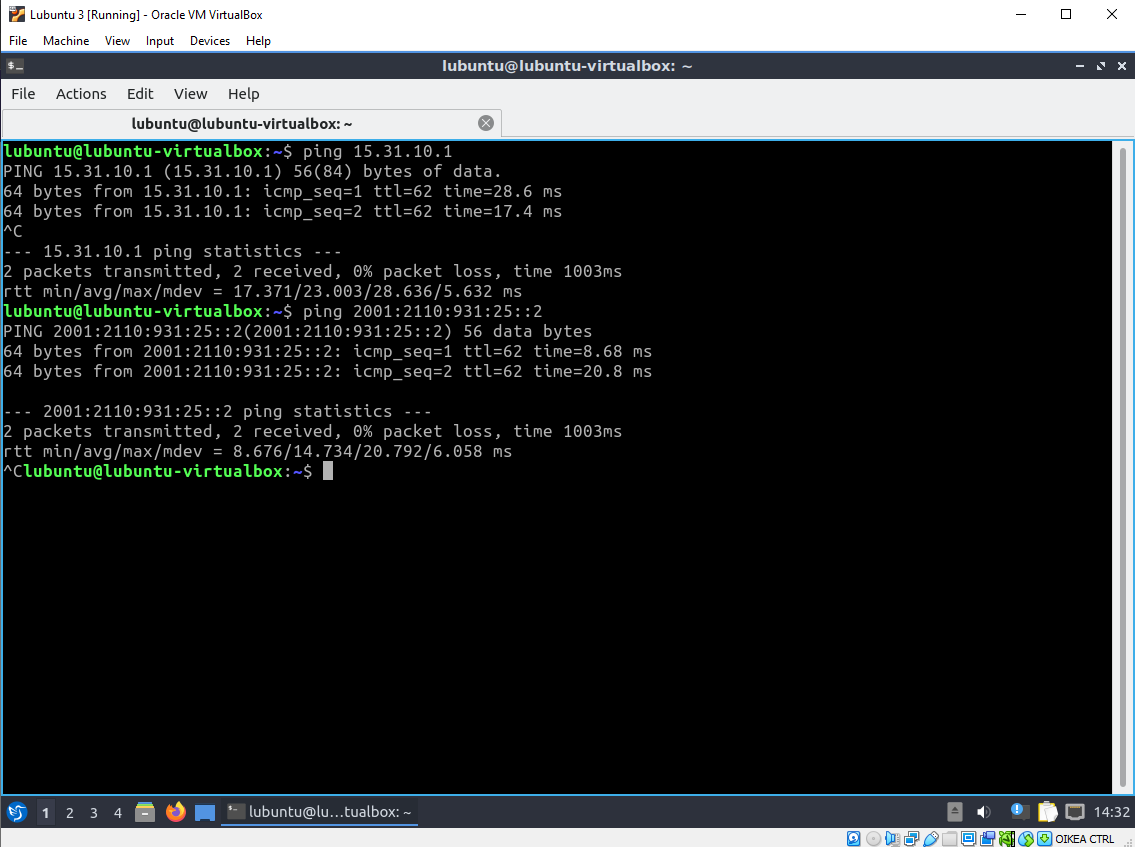 Lubuntu 3 [Running] - Oracle VM VirtualBox
File Machine View Input Devices Help
lubuntu@lubuntu-virtualbox: ~
File Actions Edit View Help
lubuntu@lubuntu-virtualbox: ~
lubuntu@lubuntu-virtualbox:~$ ping 15.31.10.1
PING 15.31.10.1 (15.31.10.1) 56(84) bytes of data.
64 bytes from 15.31.10.1: icmp_seq=1 ttl=62 time=28.6 ms
64 bytes from 15.31.10.1: icmp_seq=2 ttl=62 time=17.4 ms
^C
--- 15.31.10.1 ping statistics ---
2 packets transmitted, 2 received, 0% packet loss, time 1003ms
rtt min/avg/max/mdev = 17.371/23.003/28.636/5.632 ms
lubuntu@lubuntu-virtualbox:~$ ping 2001:2110:931:25::2
PING 2001:2110:931:25::2(2001:2110:931:25::2) 56 data bytes
64 bytes from 2001:2110:931:25::2: icmp_seq=1 ttl=62 time=8.68 ms
64 bytes from 2001:2110:931:25::2: icmp_seq=2 ttl=62 time=20.8 ms
--- 2001:2110:931:25::2 ping statistics ---
2 packets transmitted, 2 received, 0% packet loss, time 1003ms
rtt min/avg/max/mdev = 8.676/14.734/20.792/6.058 ms
^Clubuntu@lubuntu-virtualbox:~$
1 2 3 4 lubuntu@lu...tualbox: ~ 14:32
OIKEA CTRL